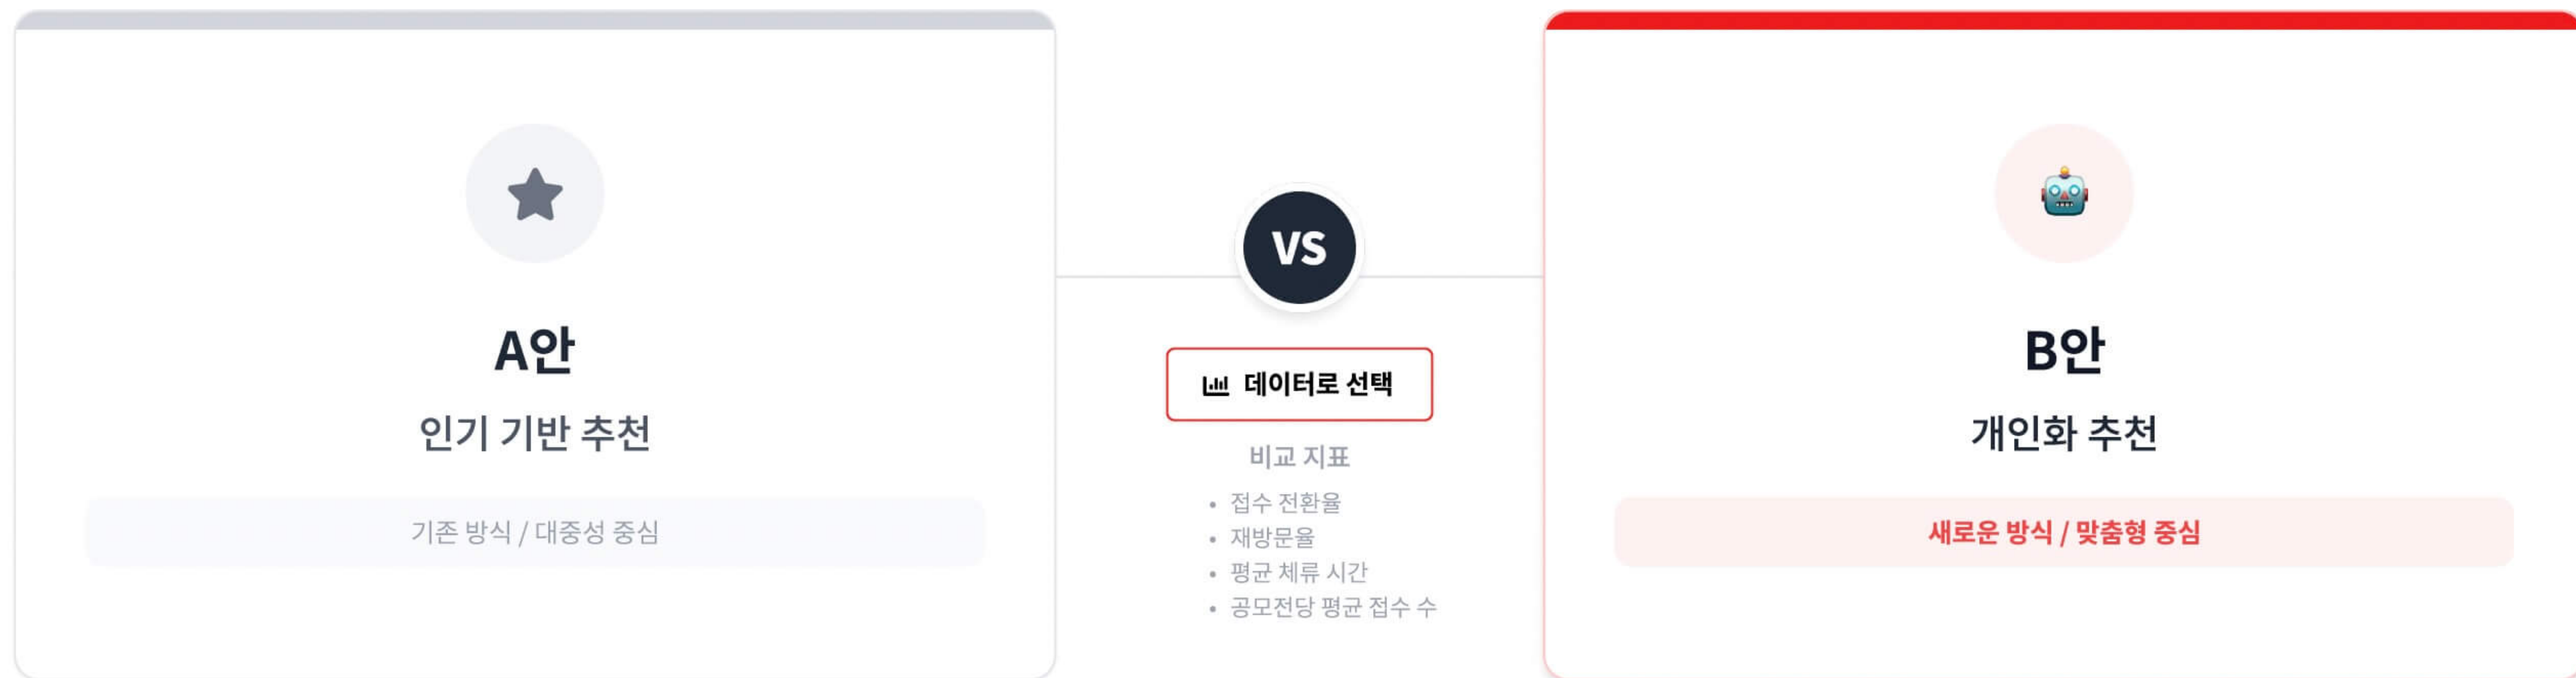 A안
인기 기반 추천
기존 방식 / 대중성 중심
VS
데이터로 선택
비교 지표
• 접수 전환율
• 재방문율
• 평균 체류 시간
• 공모전당 평균 접수 수
B안
개인화 추천
새로운 방식 / 맞춤형 중심